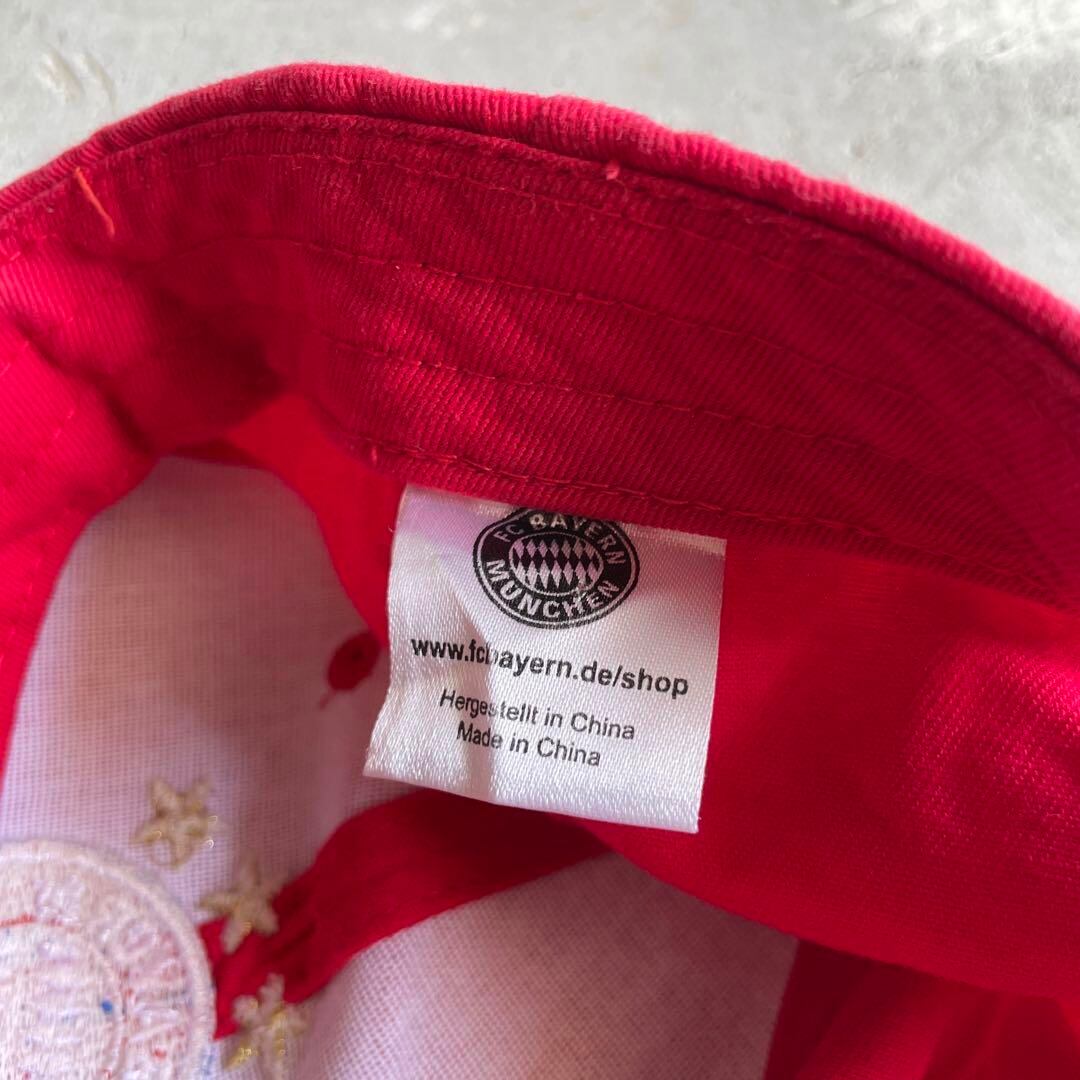 FC BAYERN
MÜNCHEN
www.fcbayern.de/shop
Hergestellt in China
Made in China